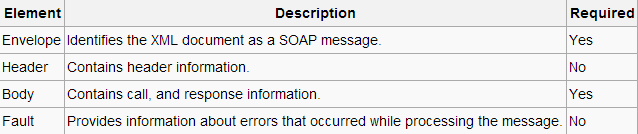 Element Description Required
Envelope Identifies the XML document as a SOAP message. Yes
Header Contains header information. No
Body Contains call, and response information. Yes
Fault Provides information about errors that occurred while processing the message. No